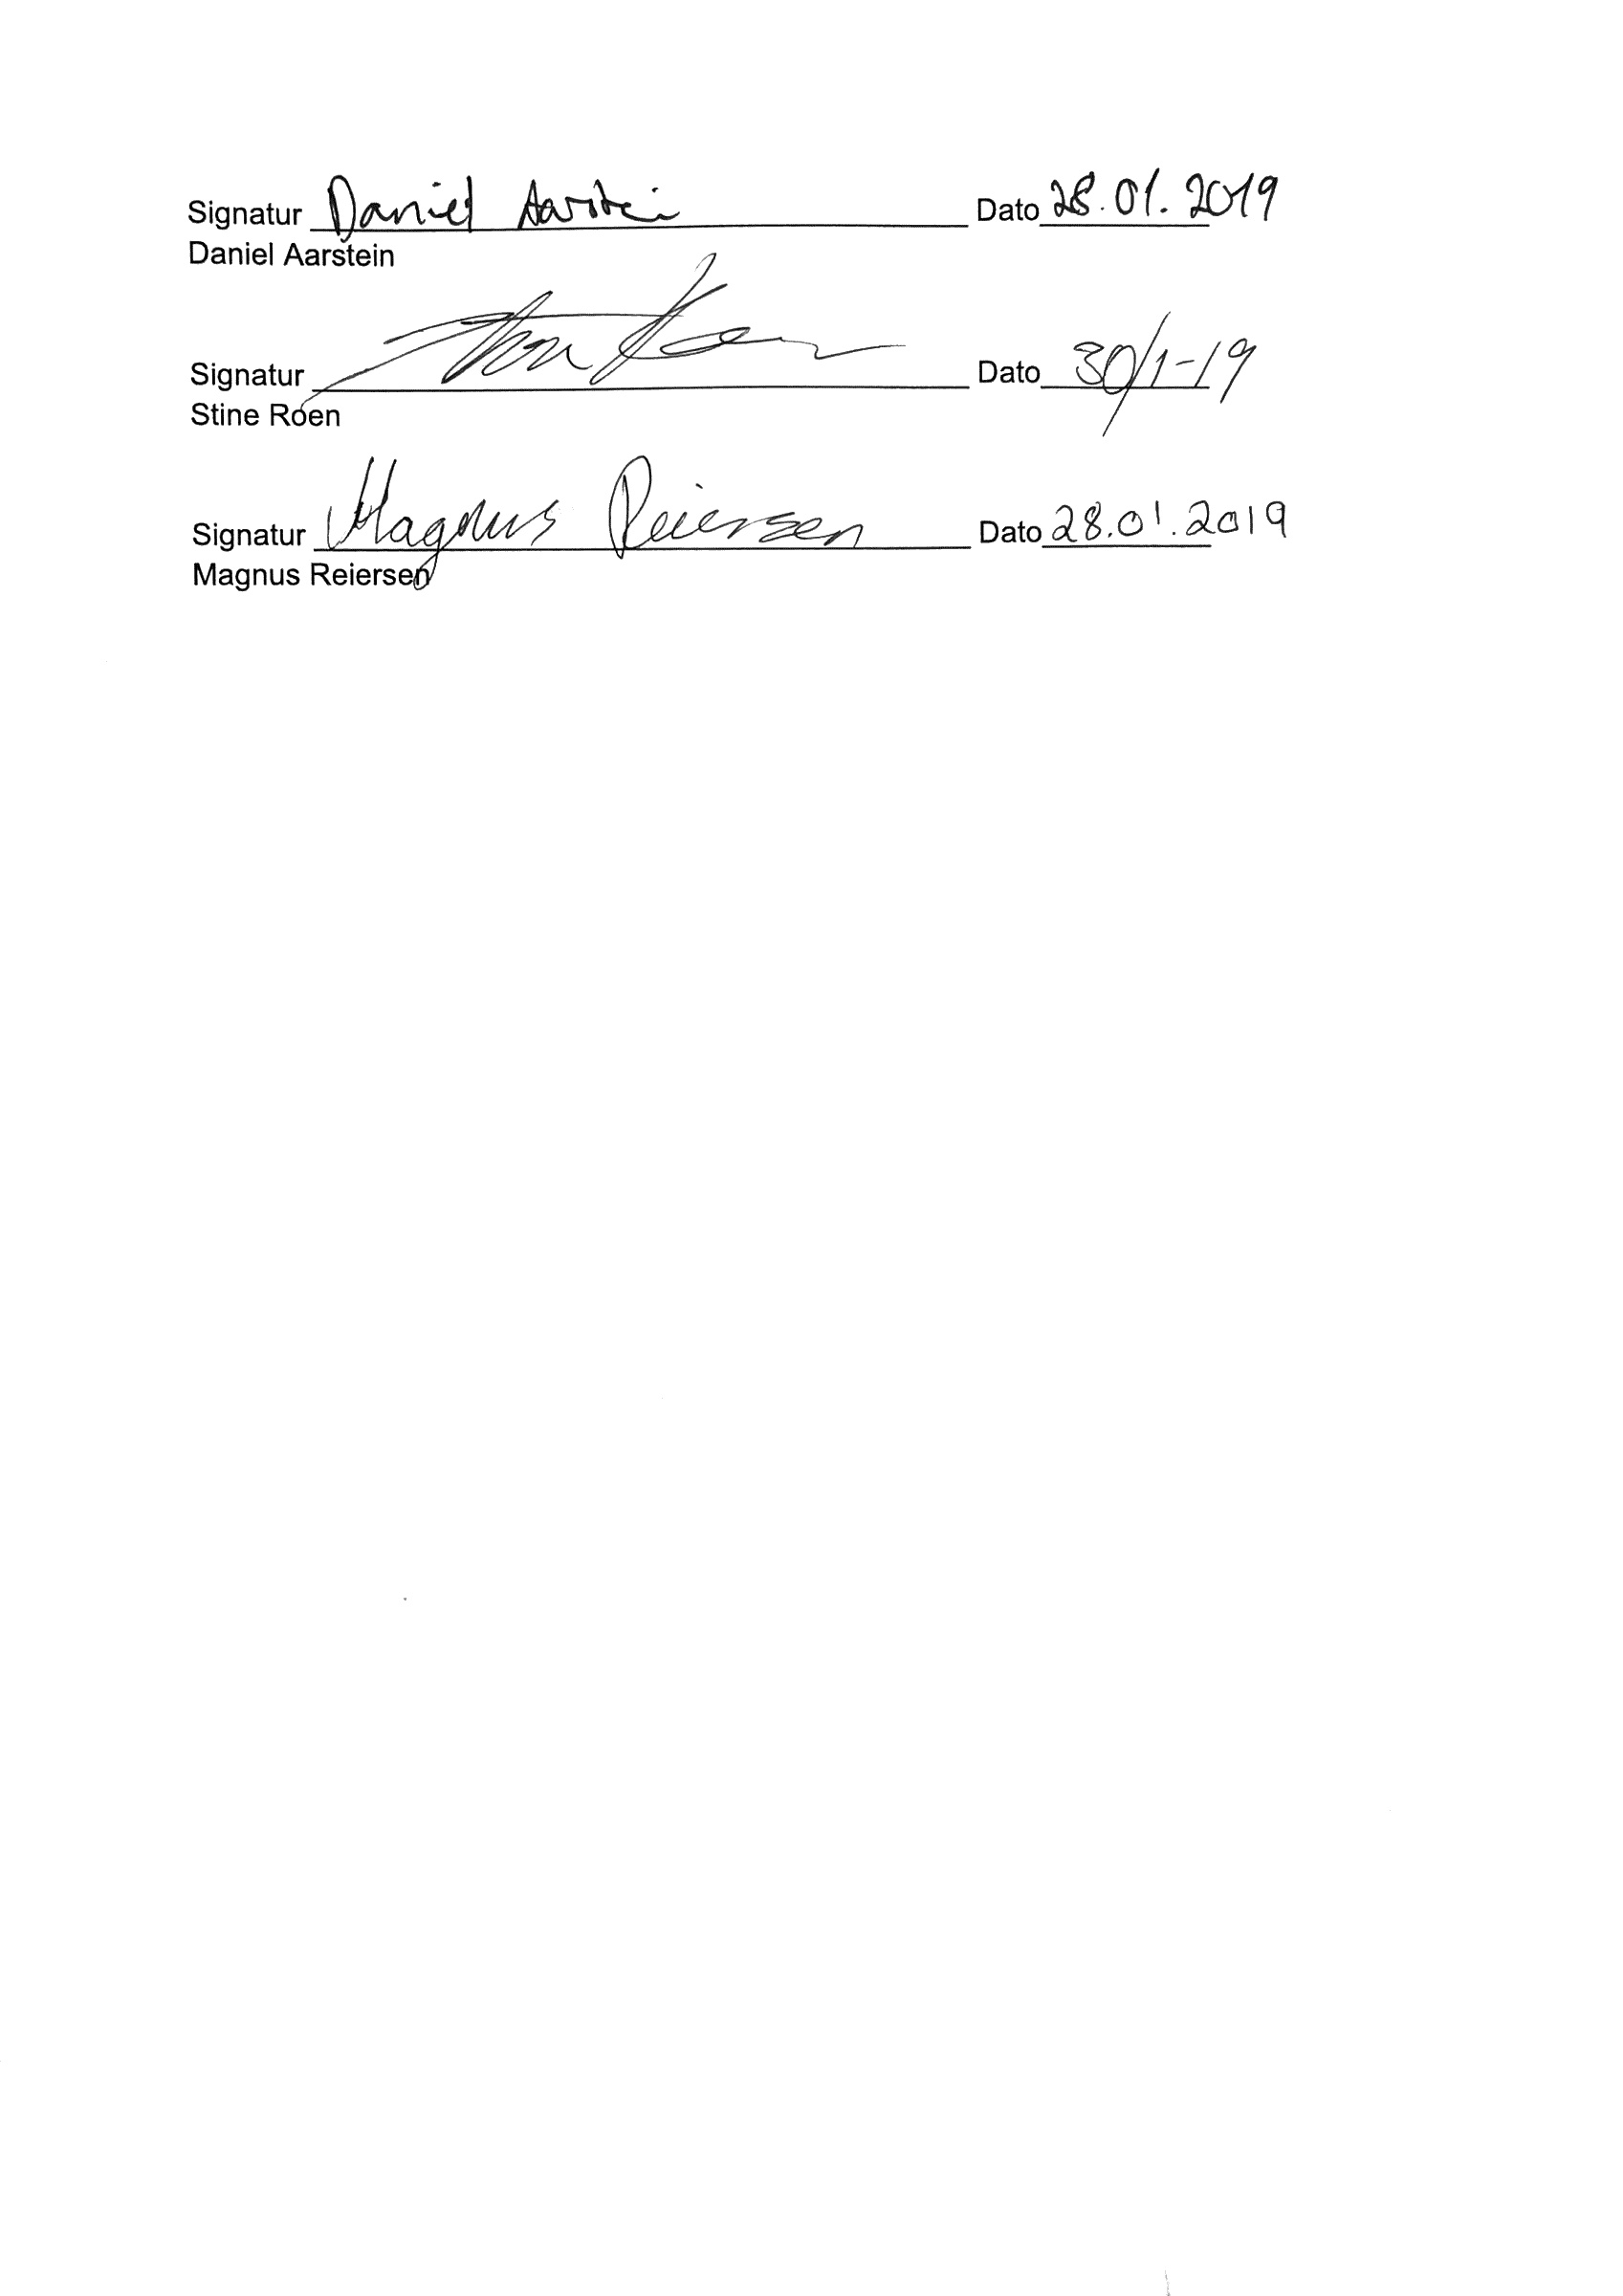 Signatur Daniel Aarstein Dato 28.01.2019
Daniel Aarstein
Signatur Dato 30/1-19
Stine Roen
Signatur Magnus Reiersen Dato 28.01.2019
Magnus Reiersen